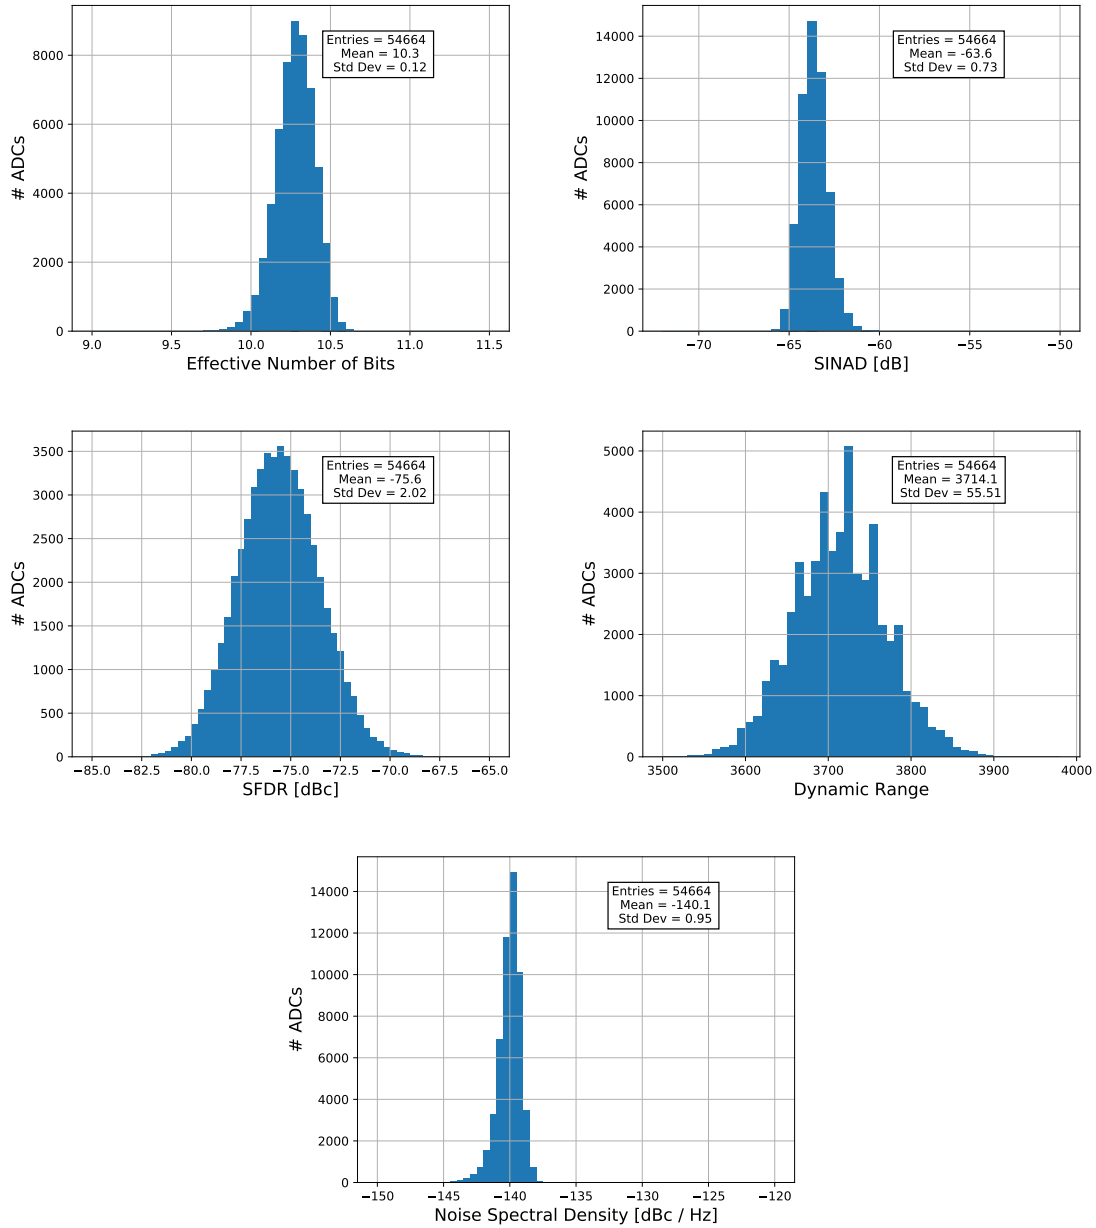 8000
6000
4000
2000
0
# ADCs
Entries = 54664
Mean = 10.3
Std Dev = 0.12
9.0 9.5 10.0 10.5 11.0 11.5
Effective Number of Bits
14000
12000
10000
8000
6000
4000
2000
0
# ADCs
Entries = 54664
Mean = -63.6
Std Dev = 0.73
−70 −65 −60 −55 −50
SINAD [dB]
3500
3000
2500
2000
1500
1000
500
0
# ADCs
Entries = 54664
Mean = -75.6
Std Dev = 2.02
−85.0 −82.5 −80.0 −77.5 −75.0 −72.5 −70.0 −67.5 −65.0
SFDR [dBc]
5000
4000
3000
2000
1000
0
# ADCs
Entries = 54664
Mean = 3714.1
Std Dev = 55.51
3500 3600 3700 3800 3900 4000
Dynamic Range
14000
12000
10000
8000
6000
4000
2000
0
# ADCs
Entries = 54664
Mean = -140.1
Std Dev = 0.95
−150 −145 −140 −135 −130 −125 −120
Noise Spectral Density [dBc / Hz]